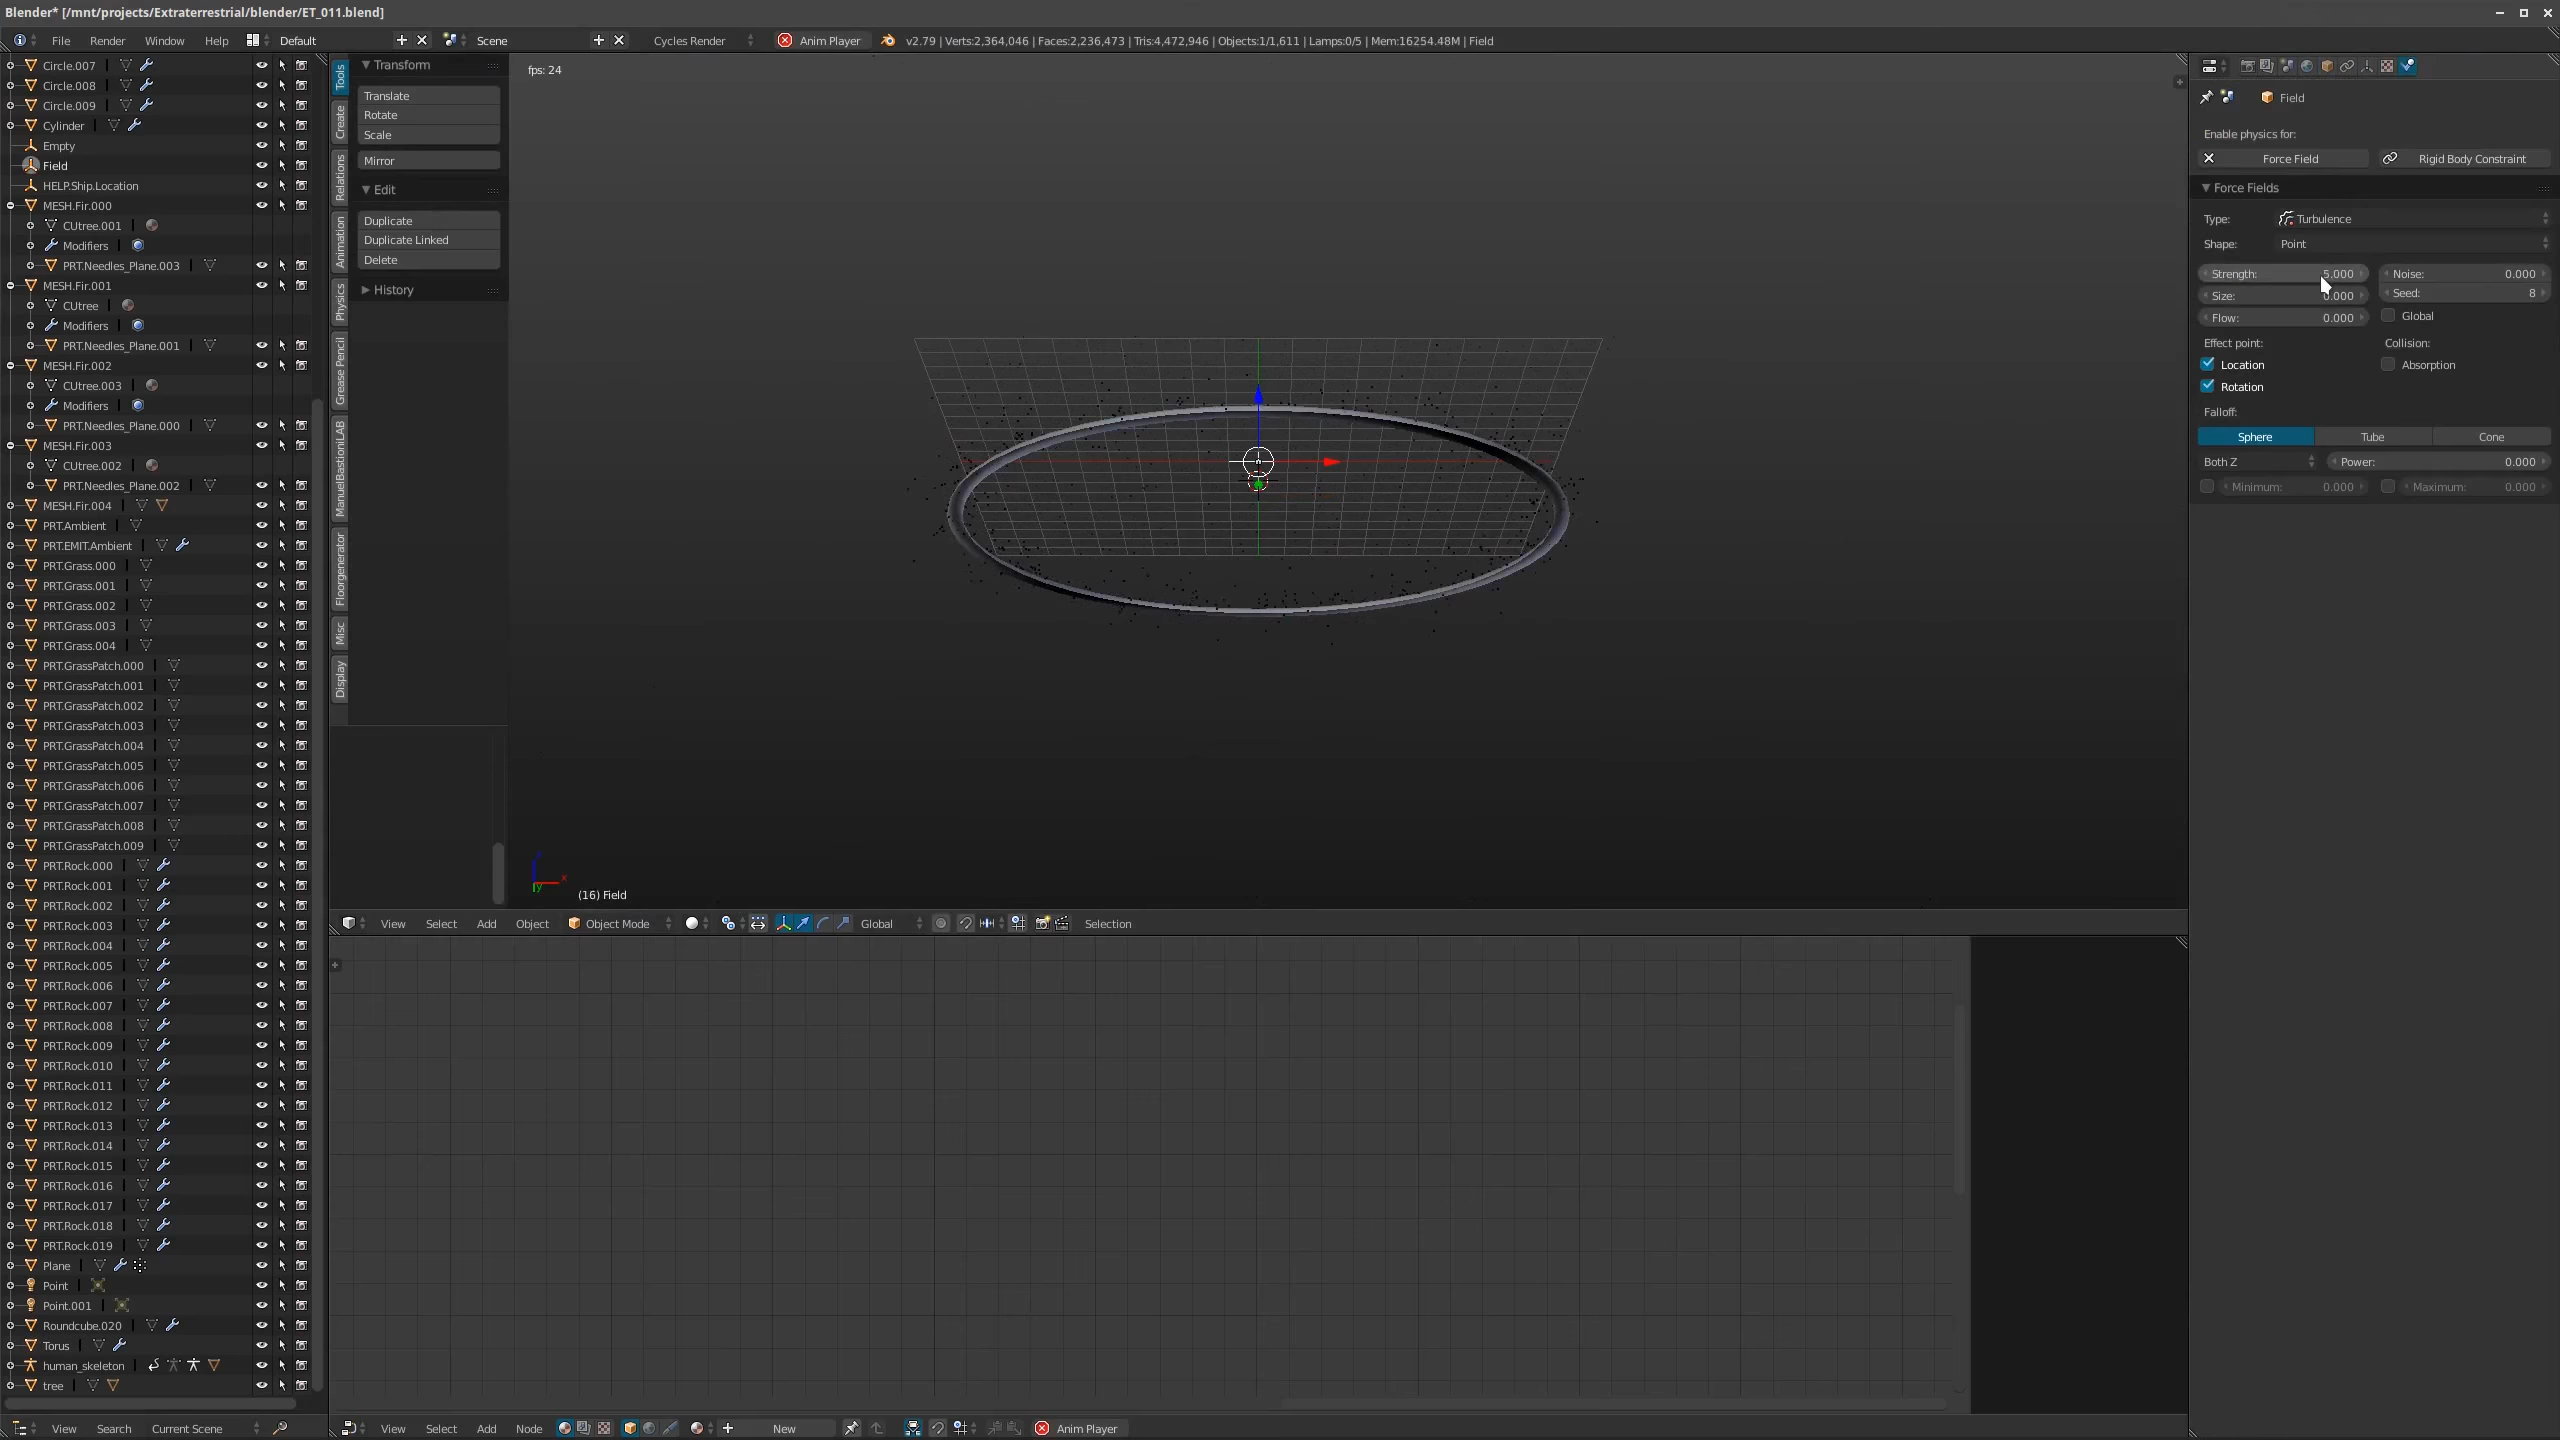 Blender* [/mnt/projects/Extraterrestrial/blender/ET_011.blend]
File Render Window Help Default Scene Cycles Render Anim Player v2.79 | Verts:2,364,046 | Faces:2,236,473 | Tris:4,472,946 | Objects:1/1,611 | Lamps:0/5 | Mem:16254.48M | Field
Circle.007
Circle.008
Circle.009
Cylinder
Empty
Field
HELP.Ship.Location
MESH.Fir.000
CUtree.001
Modifiers
PRT.Needles_Plane.003
MESH.Fir.001
CUtree
Modifiers
PRT.Needles_Plane.001
MESH.Fir.002
CUtree.003
Modifiers
PRT.Needles_Plane.000
MESH.Fir.003
CUtree.002
Modifiers
PRT.Needles_Plane.002
MESH.Fir.004
PRT.Ambient
PRT.EMIT.Ambient
PRT.Grass.000
PRT.Grass.001
PRT.Grass.002
PRT.Grass.003
PRT.Grass.004
PRT.GrassPatch.000
PRT.GrassPatch.001
PRT.GrassPatch.002
PRT.GrassPatch.003
PRT.GrassPatch.004
PRT.GrassPatch.005
PRT.GrassPatch.006
PRT.GrassPatch.007
PRT.GrassPatch.008
PRT.GrassPatch.009
PRT.Rock.000
PRT.Rock.001
PRT.Rock.002
PRT.Rock.003
PRT.Rock.004
PRT.Rock.005
PRT.Rock.006
PRT.Rock.007
PRT.Rock.008
PRT.Rock.009
PRT.Rock.010
PRT.Rock.011
PRT.Rock.012
PRT.Rock.013
PRT.Rock.014
PRT.Rock.015
PRT.Rock.016
PRT.Rock.017
PRT.Rock.018
PRT.Rock.019
Plane
Point
Point.001
Roundcube.020
Torus
human_skeleton
tree
View Search Current Scene
Tools
Create
Relations
Animation
Physics
Grease Pencil
ManuelBastioniLAB
Floorgenerator
Misc
Display
Transform
Translate
Rotate
Scale
Mirror
Edit
Duplicate
Duplicate Linked
Delete
History
fps: 24
x
y
(16) Field
View Select Add Object Object Mode Global Selection
View Select Add Node New Anim Player
Field
Enable physics for:
Force Field Rigid Body Constraint
Force Fields
Type: Turbulence
Shape: Point
Strength: 5.000 Noise: 0.000
Size: 0.000 Seed: 8
Flow: 0.000 Global
Effect point: Collision:
Location Absorption
Rotation
Falloff:
Sphere Tube Cone
Both Z Power: 0.000
Minimum: 0.000 Maximum: 0.000